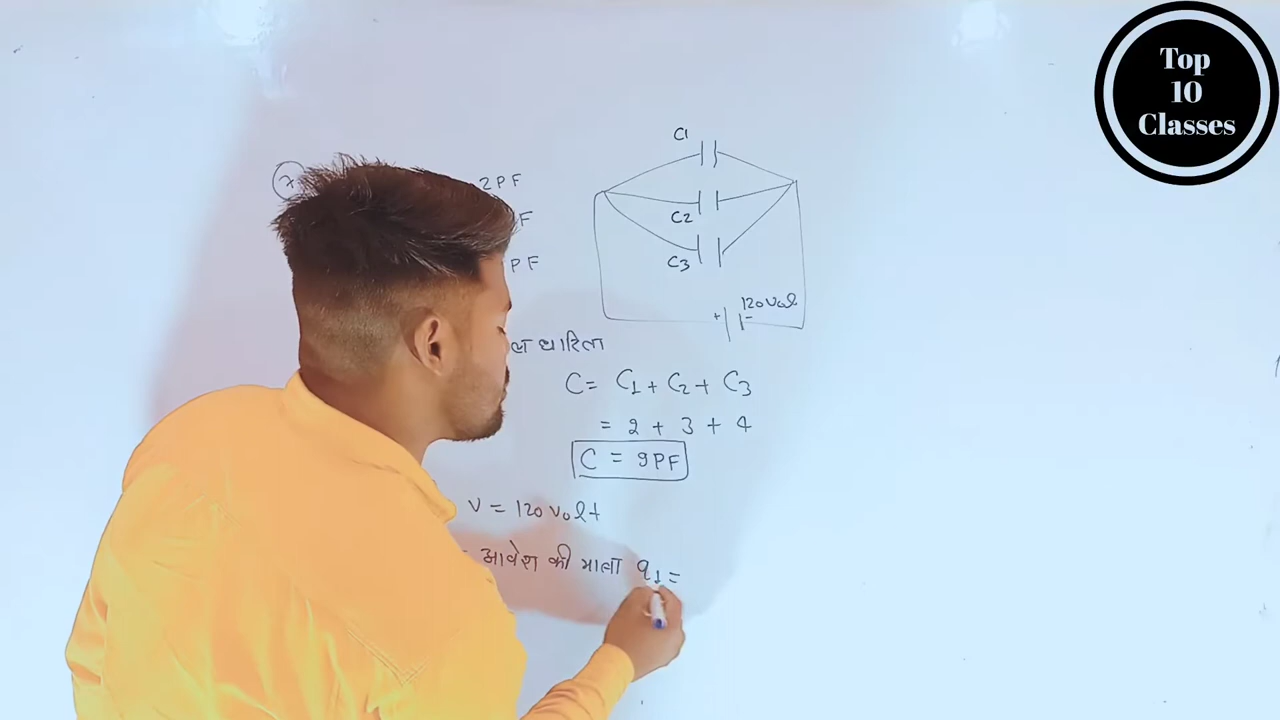 Top
10
Classes
C1
2PF
F
C2
PF
C3
120 Vol
+ -
धारिता
C = C1 + C2 + C3
= 2 + 3 + 4
C = 9PF
V = 120 Volt
आवेश की मात्रा q1 =